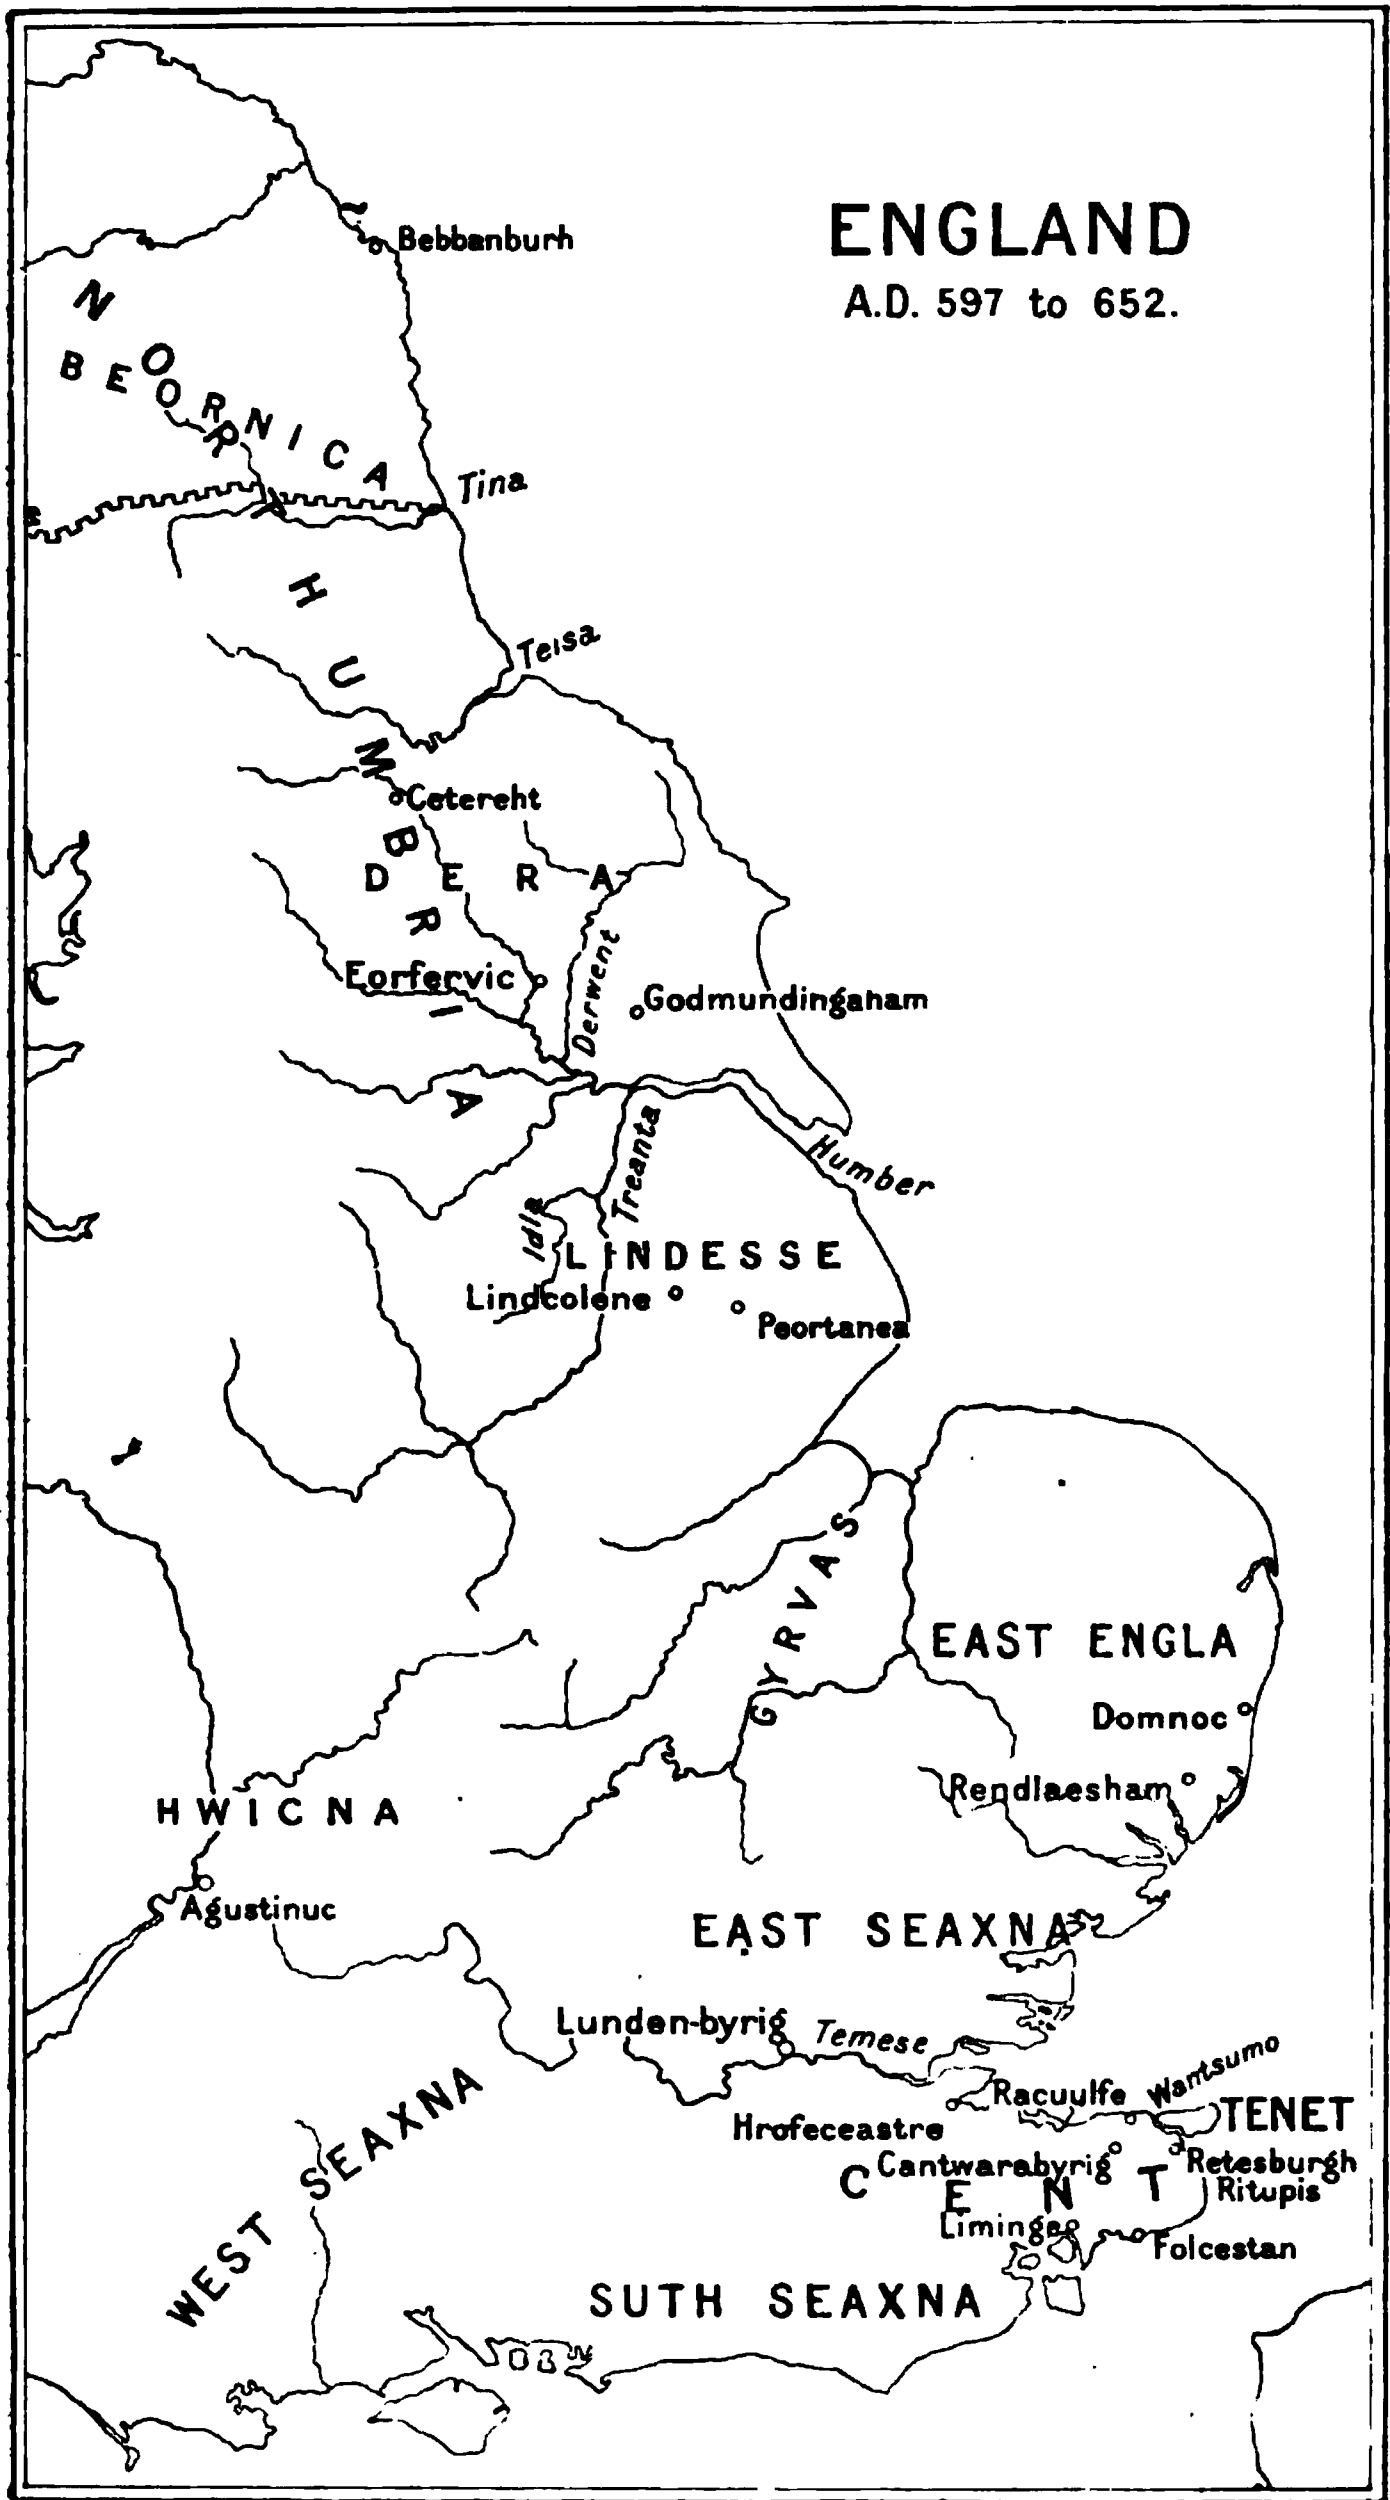 ENGLAND
A.D. 597 to 652.
Bebbanburh
NORTHUMBRIA
BEORNICA
Tina
Teisa
Cetereht
DERA
Eorfervic
Derwent
Godmundingaham
Humber
Treanta
Idla
LINDESSE
Lindcolene
Peortanea
GYRVAS
EAST ENGLA
Domnoc
Rendlaesham
HWICNA
Agustinuc
EAST SEAXNA
Lunden-byrig
Temese
Racuulfe
Wantsumo
TENET
Hrofeceastre
Cantwarabyrig
Retesburgh
Ritupis
CENT
Liminge
Folcestan
WEST SEAXNA
SUTH SEAXNA